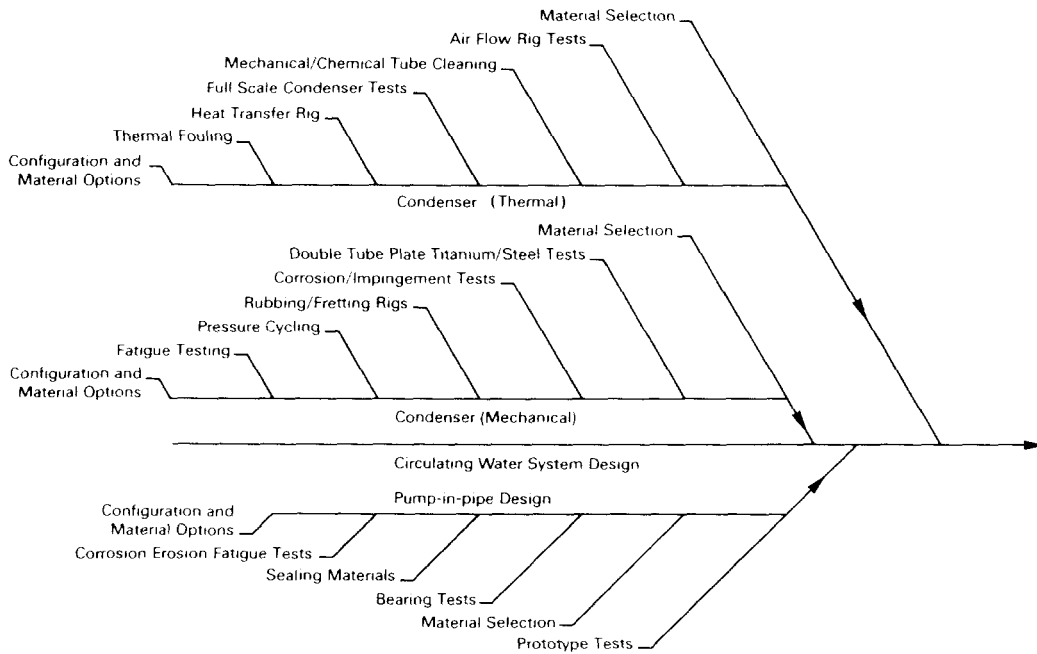 Material Selection
Air Flow Rig Tests
Mechanical/Chemical Tube Cleaning
Full Scale Condenser Tests
Heat Transfer Rig
Thermal Fouling
Configuration and
Material Options
Condenser (Thermal)
Material Selection
Double Tube Plate Titanium/Steel Tests
Corrosion/Impingement Tests
Rubbing/Fretting Rigs
Pressure Cycling
Fatigue Testing
Configuration and
Material Options
Condenser (Mechanical)
Circulating Water System Design
Pump-in-pipe Design
Configuration and
Material Options
Corrosion Erosion Fatigue Tests
Sealing Materials
Bearing Tests
Material Selection
Prototype Tests